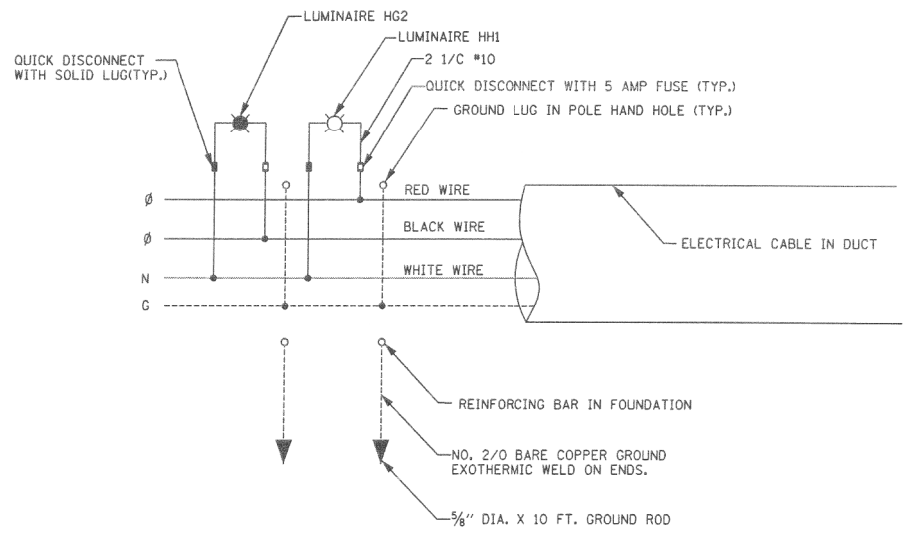 LUMINAIRE HG2
LUMINAIRE HH1
QUICK DISCONNECT
WITH SOLID LUG(TYP.)
2 1/C #10
QUICK DISCONNECT WITH 5 AMP FUSE (TYP.)
GROUND LUG IN POLE HAND HOLE (TYP.)
Ø RED WIRE
Ø BLACK WIRE
ELECTRICAL CABLE IN DUCT
N WHITE WIRE
G
REINFORCING BAR IN FOUNDATION
NO. 2/0 BARE COPPER GROUND
EXOTHERMIC WELD ON ENDS.
⅝" DIA. X 10 FT. GROUND ROD